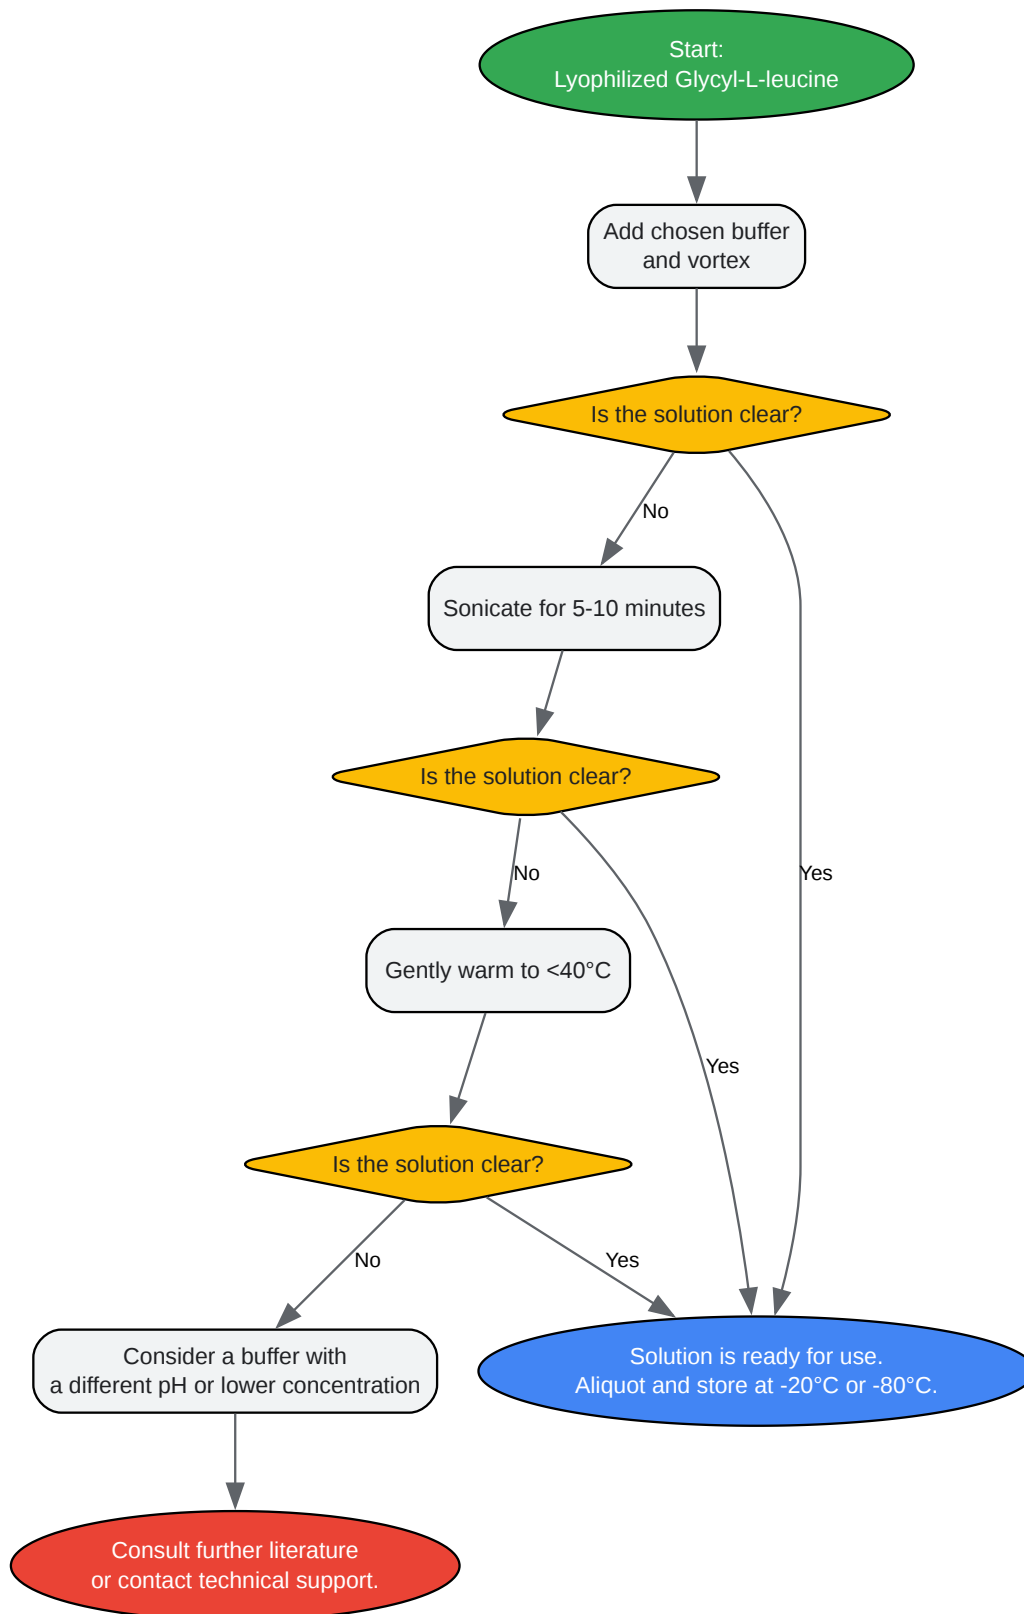 Start:
Lyophilized Glycyl-L-leucine
Add chosen buffer
and vortex
Is the solution clear?
No
Sonicate for 5-10 minutes
Is the solution clear?
No
Yes
Gently warm to <40°C
Yes
Is the solution clear?
No
Yes
Consider a buffer with
a different pH or lower concentration
Solution is ready for use.
Aliquot and store at -20°C or -80°C.
Consult further literature
or contact technical support.